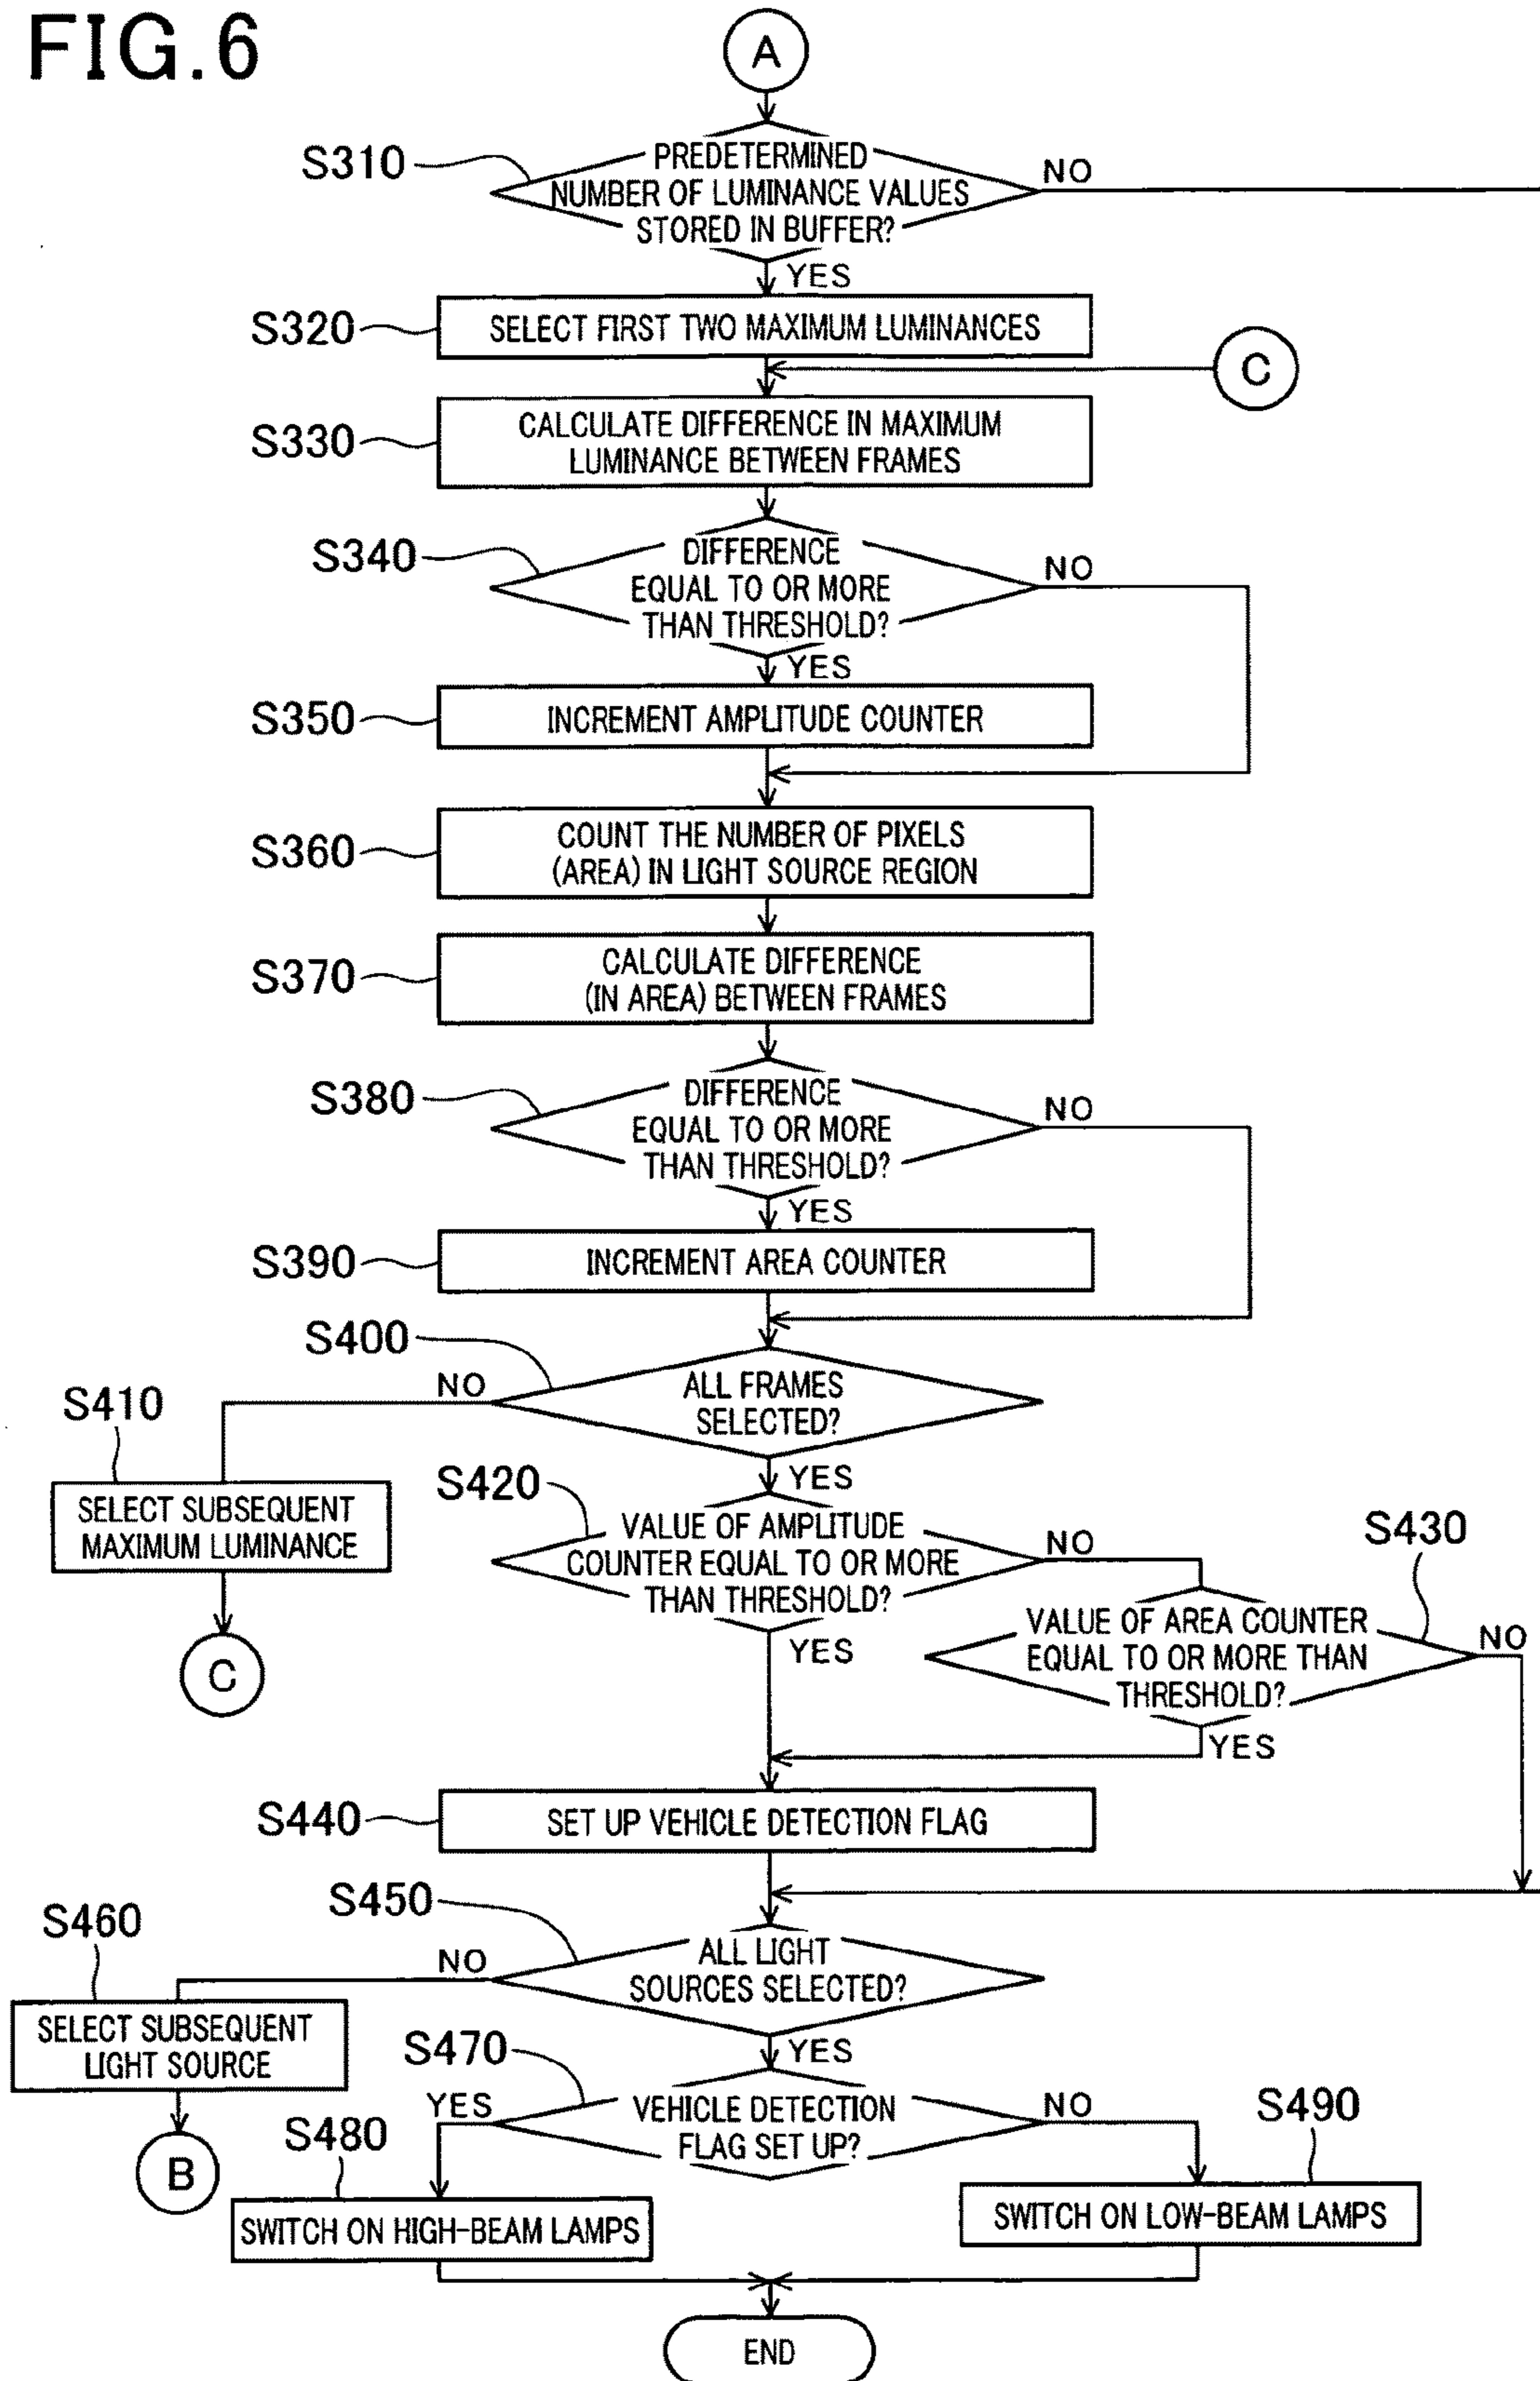 FIG.6
A
S310
PREDETERMINED
NUMBER OF LUMINANCE VALUES
STORED IN BUFFER?
NO
YES
S320
SELECT FIRST TWO MAXIMUM LUMINANCES
C
S330
CALCULATE DIFFERENCE IN MAXIMUM
LUMINANCE BETWEEN FRAMES
S340
DIFFERENCE
EQUAL TO OR MORE
THAN THRESHOLD?
NO
YES
S350
INCREMENT AMPLITUDE COUNTER
S360
COUNT THE NUMBER OF PIXELS
(AREA) IN LIGHT SOURCE REGION
S370
CALCULATE DIFFERENCE
(IN AREA) BETWEEN FRAMES
S380
DIFFERENCE
EQUAL TO OR MORE
THAN THRESHOLD?
NO
YES
S390
INCREMENT AREA COUNTER
S400
ALL FRAMES
SELECTED?
NO
YES
S410
SELECT SUBSEQUENT
MAXIMUM LUMINANCE
C
S420
VALUE OF AMPLITUDE
COUNTER EQUAL TO OR MORE
THAN THRESHOLD?
NO
YES
S430
VALUE OF AREA COUNTER
EQUAL TO OR MORE THAN
THRESHOLD?
NO
YES
S440
SET UP VEHICLE DETECTION FLAG
S450
ALL LIGHT
SOURCES SELECTED?
NO
YES
S460
SELECT SUBSEQUENT
LIGHT SOURCE
B
S470
VEHICLE DETECTION
FLAG SET UP?
YES
NO
S480
SWITCH ON HIGH-BEAM LAMPS
S490
SWITCH ON LOW-BEAM LAMPS
END